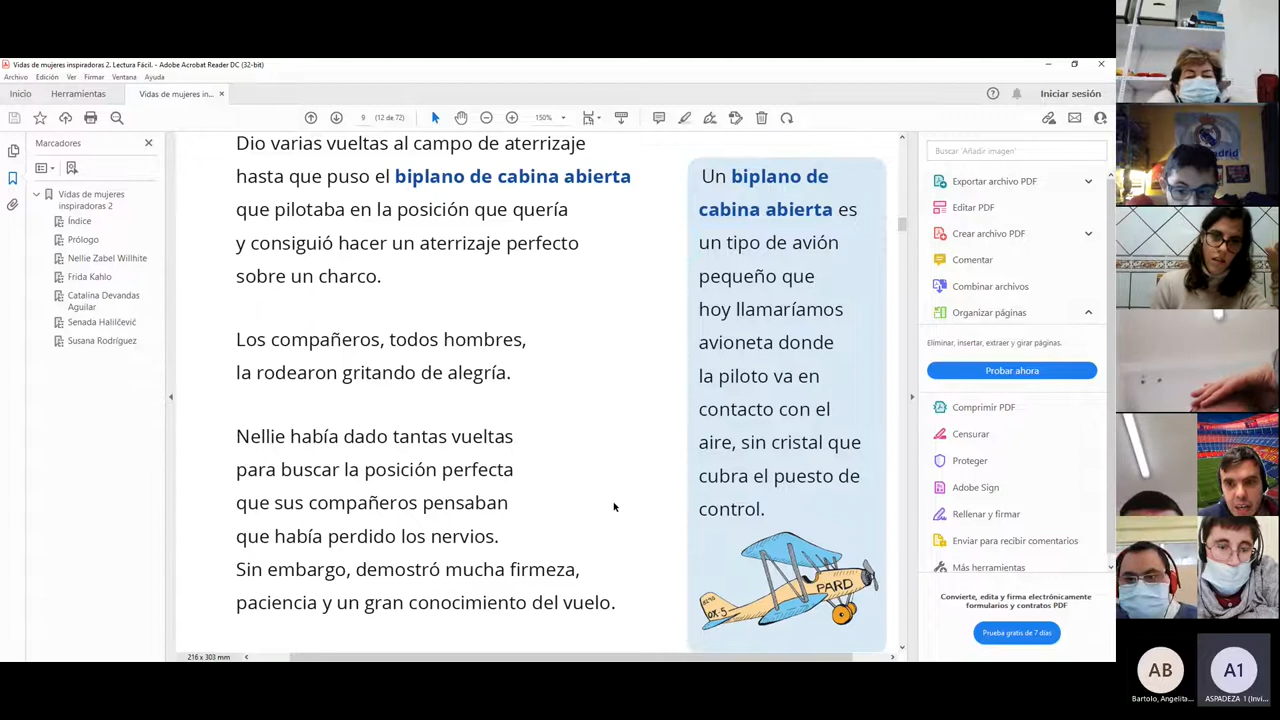 Vidas de mujeres inspiradoras 2. Lectura Fácil. - Adobe Acrobat Reader DC (32-bit)
Archivo Edición Ver Firmar Ventana Ayuda
Inicio Herramientas Vidas de mujeres in... × Iniciar sesión
9 (12 de 72) 150%
Marcadores
Vidas de mujeres
inspiradoras 2
Índice
Prólogo
Nellie Zabel Willhite
Frida Kahlo
Catalina Devandas
Aguilar
Senada Halilčević
Susana Rodríguez
Dio varias vueltas al campo de aterrizaje
hasta que puso el biplano de cabina abierta
que pilotaba en la posición que quería
y consiguió hacer un aterrizaje perfecto
sobre un charco.
Los compañeros, todos hombres,
la rodearon gritando de alegría.
Nellie había dado tantas vueltas
para buscar la posición perfecta
que sus compañeros pensaban
que había perdido los nervios.
Sin embargo, demostró mucha firmeza,
paciencia y un gran conocimiento del vuelo.
Un biplano de
cabina abierta es
un tipo de avión
pequeño que
hoy llamaríamos
avioneta donde
la piloto va en
contacto con el
aire, sin cristal que
cubra el puesto de
control.
PARD
OX-5
216 x 303 mm
Buscar 'Añadir imagen'
Exportar archivo PDF
Editar PDF
Crear archivo PDF
Comentar
Combinar archivos
Organizar páginas
Eliminar, insertar, extraer y girar páginas.
Probar ahora
Comprimir PDF
Censurar
Proteger
Adobe Sign
Rellenar y firmar
Enviar para recibir comentarios
Más herramientas
Convierte, edita y firma electrónicamente
formularios y contratos PDF
Prueba gratis de 7 días
AB
Bartolo, Angelita...
A1
ASPADEZA 1 (Invi...